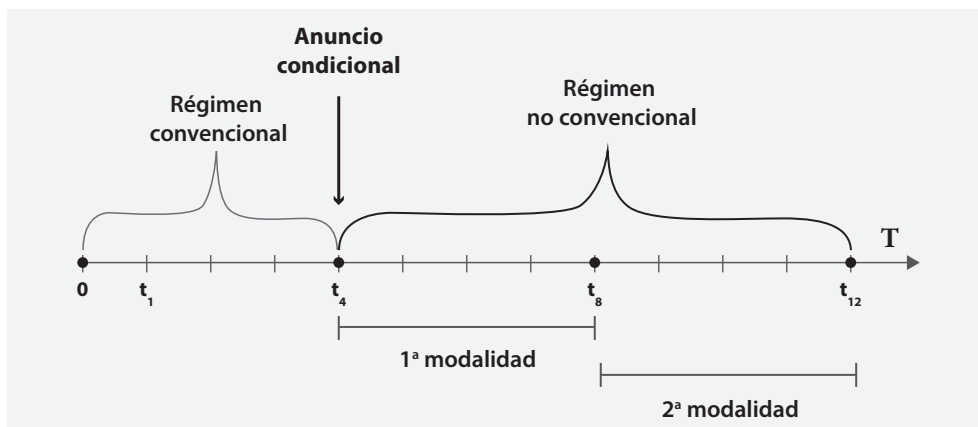 Anuncio
condicional
Régimen
convencional
Régimen
no convencional
T
0
t1
t4
t8
t12
1ª modalidad
2ª modalidad